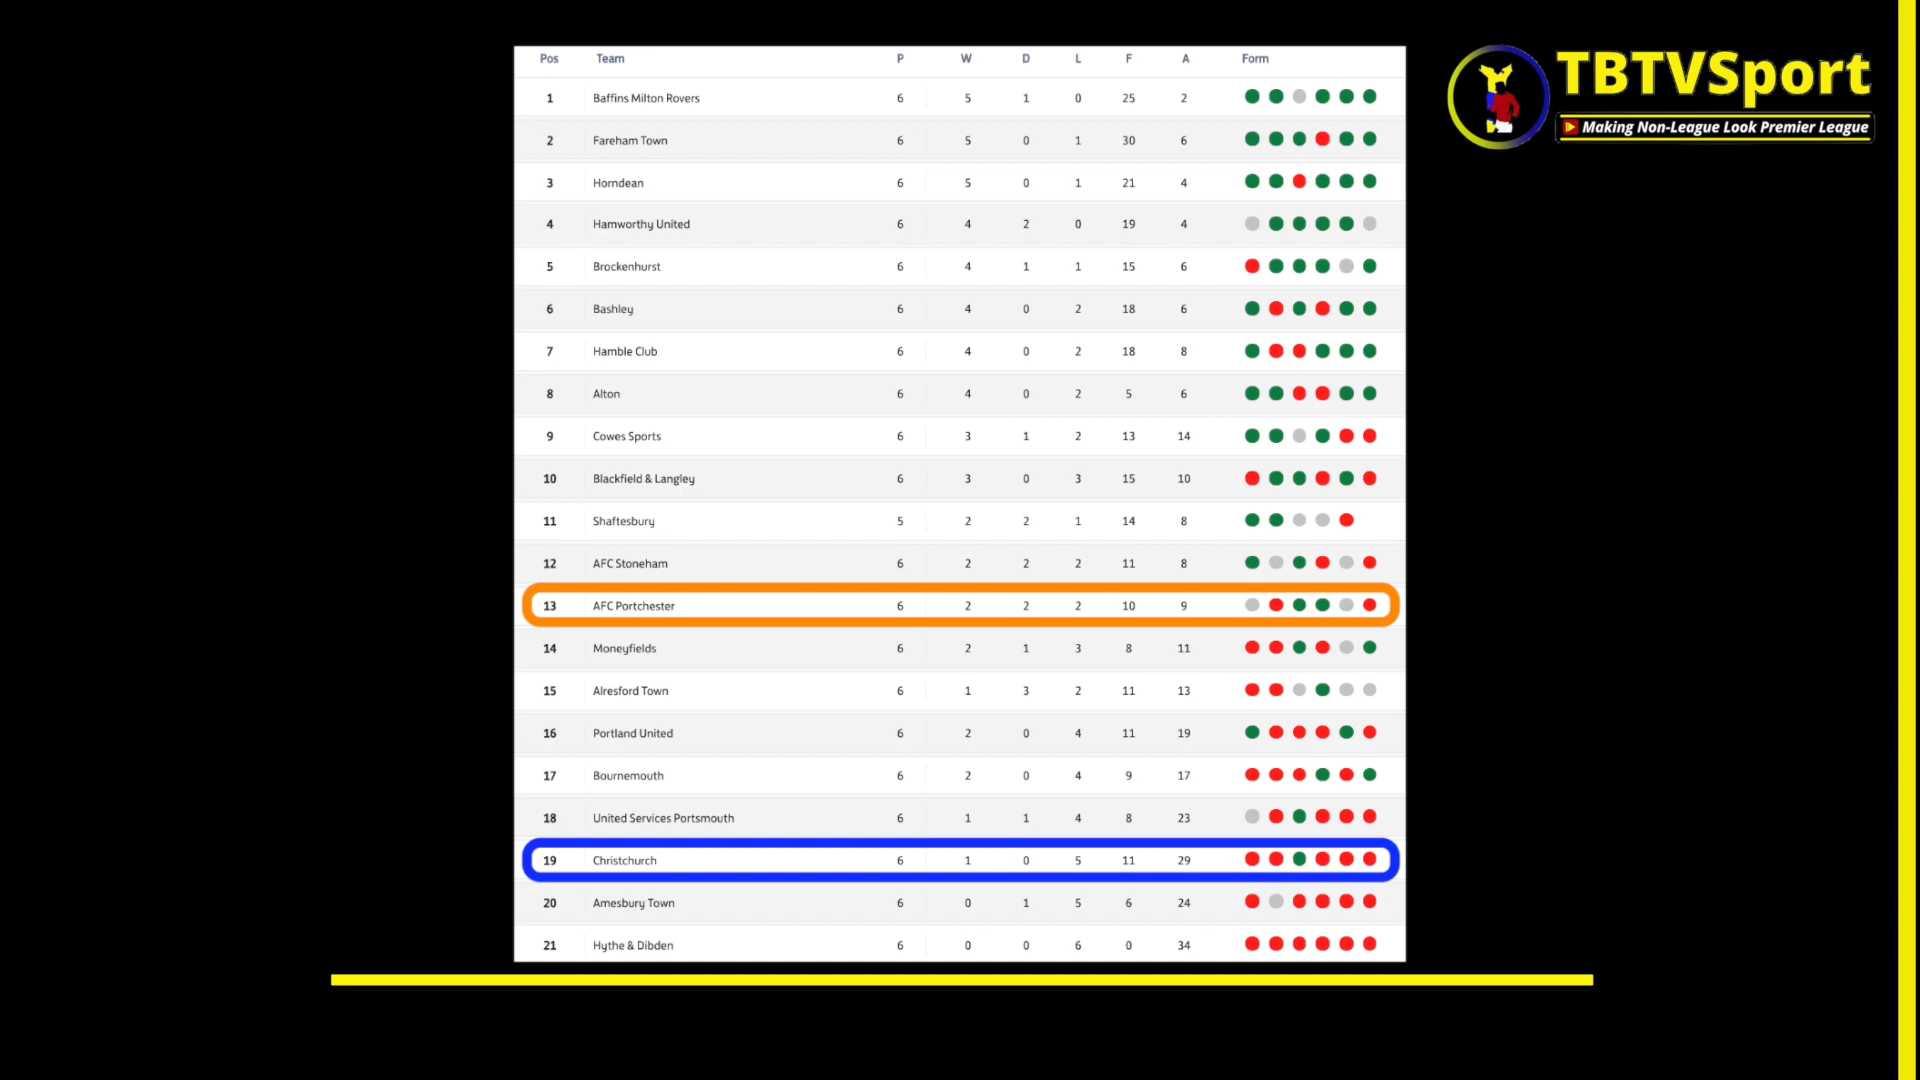 TBTVSport
Making Non-League Look Premier League
Pos Team P W D L F A Form
1 Baffins Milton Rovers 6 5 1 0 25 2
2 Fareham Town 6 5 0 1 30 6
3 Horndean 6 5 0 1 21 4
4 Hamworthy United 6 4 2 0 19 4
5 Brockenhurst 6 4 1 1 15 6
6 Bashley 6 4 0 2 18 6
7 Hamble Club 6 4 0 2 18 8
8 Alton 6 4 0 2 5 6
9 Cowes Sports 6 3 1 2 13 14
10 Blackfield & Langley 6 3 0 3 15 10
11 Shaftesbury 5 2 2 1 14 8
12 AFC Stoneham 6 2 2 2 11 8
13 AFC Portchester 6 2 2 2 10 9
14 Moneyfields 6 2 1 3 8 11
15 Alresford Town 6 1 3 2 11 13
16 Portland United 6 2 0 4 11 19
17 Bournemouth 6 2 0 4 9 17
18 United Services Portsmouth 6 1 1 4 8 23
19 Christchurch 6 1 0 5 11 29
20 Amesbury Town 6 0 1 5 6 24
21 Hythe & Dibden 6 0 0 6 0 34